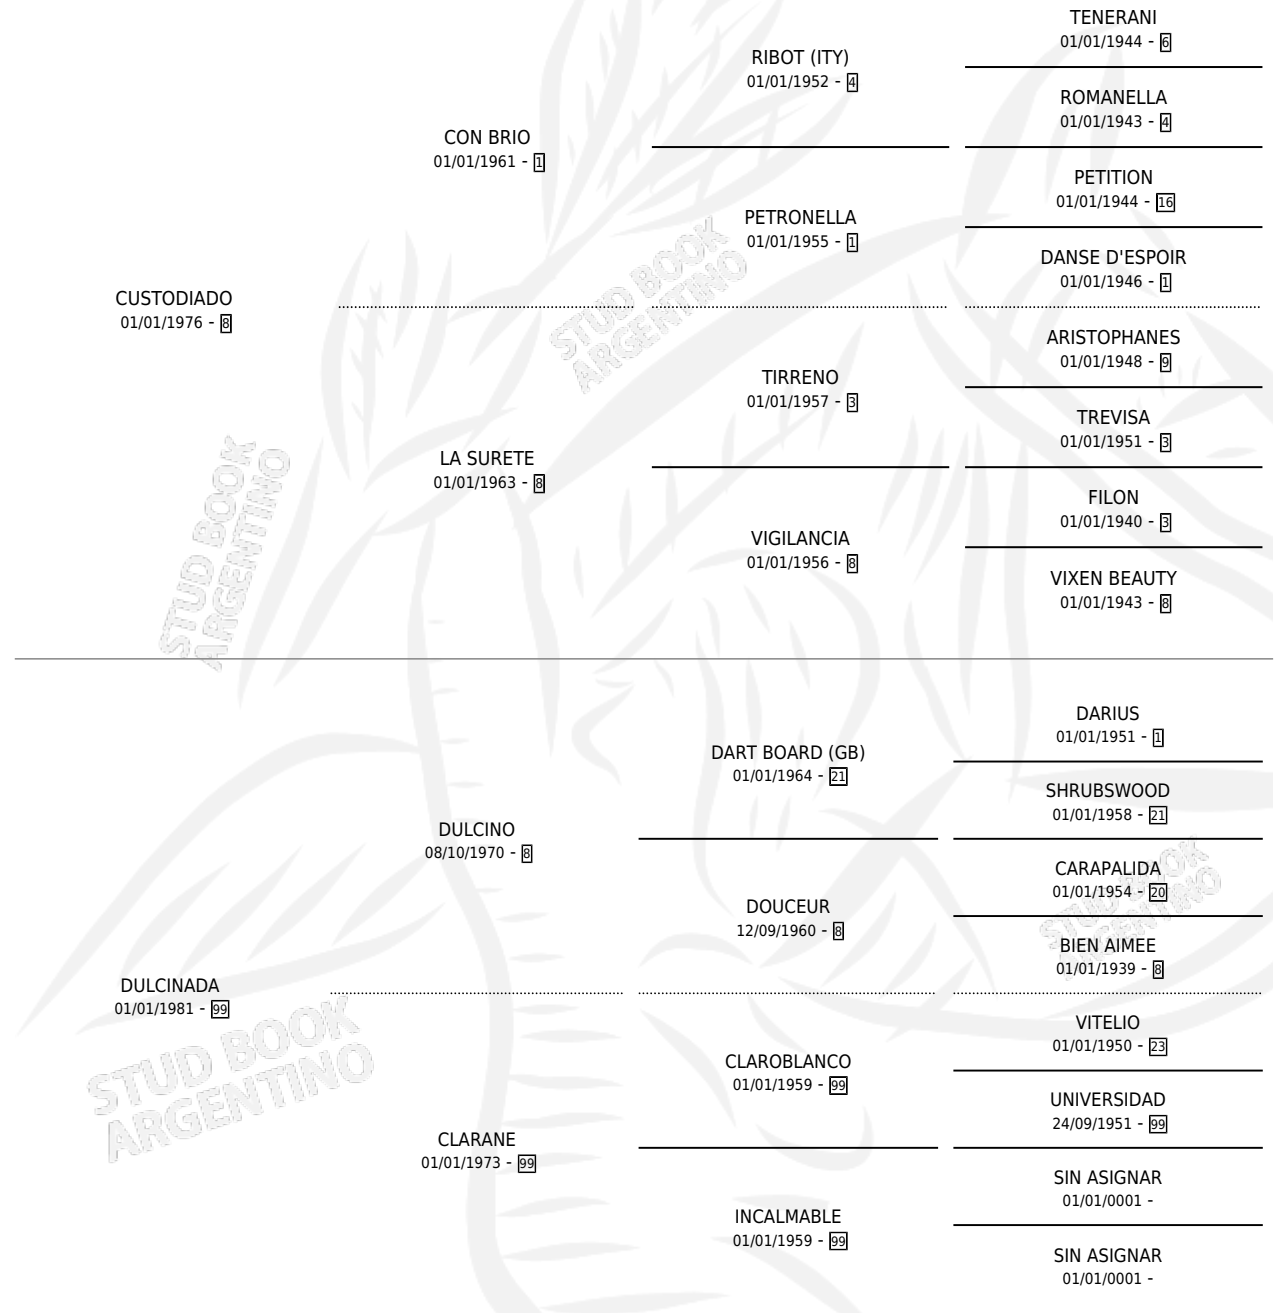 TENERANI
01/01/1944 - 6
RIBOT (ITY)
01/01/1952 - 4
ROMANELLA
01/01/1943 - 4
CON BRIO
01/01/1961 - 1
PETITION
01/01/1944 - 16
PETRONELLA
01/01/1955 - 1
DANSE D'ESPOIR
01/01/1946 - 1
STUD BOOK
ARGENTINO
CUSTODIADO
01/01/1976 - 8
ARISTOPHANES
01/01/1948 - 9
TIRRENO
01/01/1957 - 3
TREVISA
01/01/1951 - 3
LA SURETE
01/01/1963 - 8
FILON
01/01/1940 - 3
VIGILANCIA
01/01/1956 - 8
VIXEN BEAUTY
01/01/1943 - 8
STUD BOOK
ARGENTINO
DARIUS
01/01/1951 - 1
DART BOARD (GB)
01/01/1964 - 21
SHRUBSWOOD
01/01/1958 - 21
DULCINO
08/10/1970 - 8
CARAPALIDA
01/01/1954 - 20
DOUCEUR
12/09/1960 - 8
STUD BOOK
ARGENTINO
BIEN AIMEE
01/01/1939 - 8
DULCINADA
01/01/1981 - 99
VITELIO
01/01/1950 - 23
CLAROBLANCO
01/01/1959 - 99
STUD BOOK
ARGENTINO
UNIVERSIDAD
24/09/1951 - 99
CLARANE
01/01/1973 - 99
SIN ASIGNAR
01/01/0001 -
INCALMABLE
01/01/1959 - 99
SIN ASIGNAR
01/01/0001 -